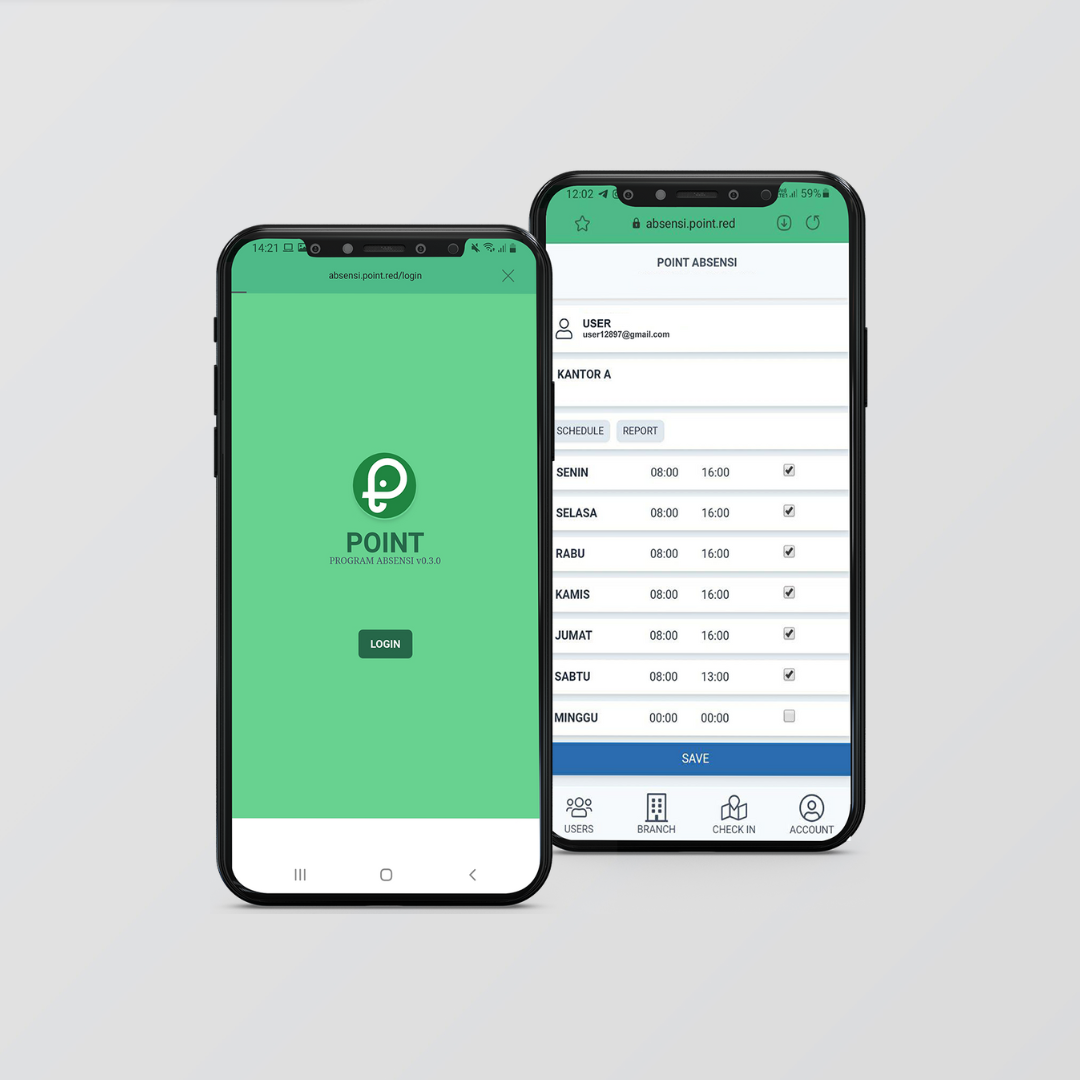 14:21
absensi.point.red/login
POINT
PROGRAM ABSENSI v0.3.0
LOGIN
12:02
59%
absensi.point.red
POINT ABSENSI
USER
user12897@gmail.com
KANTOR A
SCHEDULE REPORT
SENIN 08:00 16:00
SELASA 08:00 16:00
RABU 08:00 16:00
KAMIS 08:00 16:00
JUMAT 08:00 16:00
SABTU 08:00 13:00
MINGGU 00:00 00:00
SAVE
USERS BRANCH CHECK IN ACCOUNT